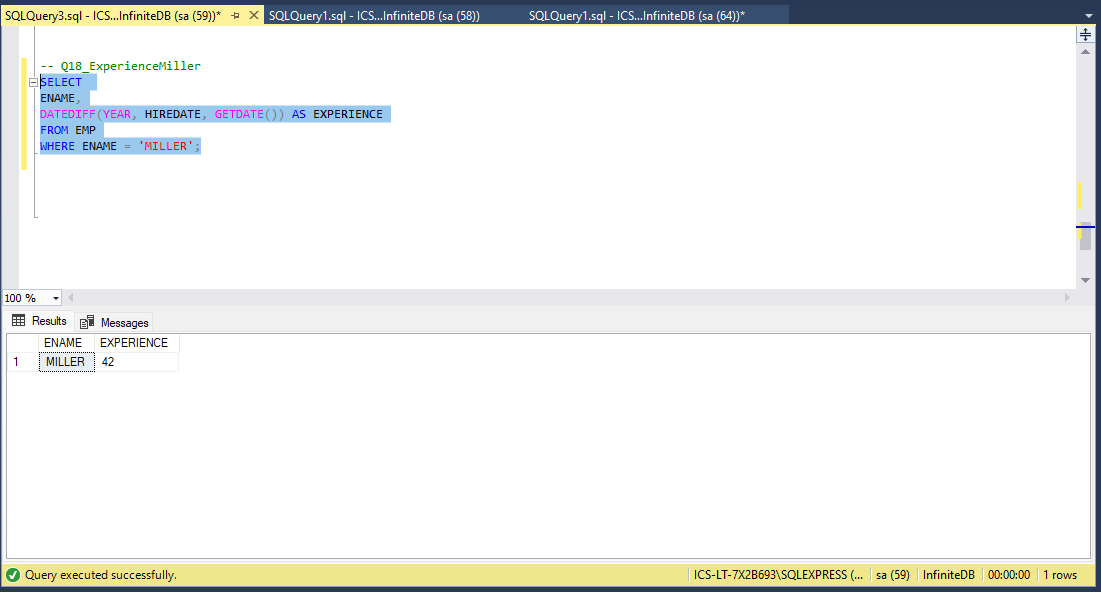 SQLQuery3.sql - ICS...InfiniteDB (sa (59))* SQLQuery1.sql - ICS...InfiniteDB (sa (58)) SQLQuery1.sql - ICS...InfiniteDB (sa (64))*
-- Q18_ExperienceMiller
SELECT
ENAME,
DATEDIFF(YEAR, HIREDATE, GETDATE()) AS EXPERIENCE
FROM EMP
WHERE ENAME = 'MILLER';
100 %
Results Messages
ENAME EXPERIENCE
1 MILLER 42
Query executed successfully. ICS-LT-7X2B693\SQLEXPRESS (... sa (59) InfiniteDB 00:00:00 1 rows